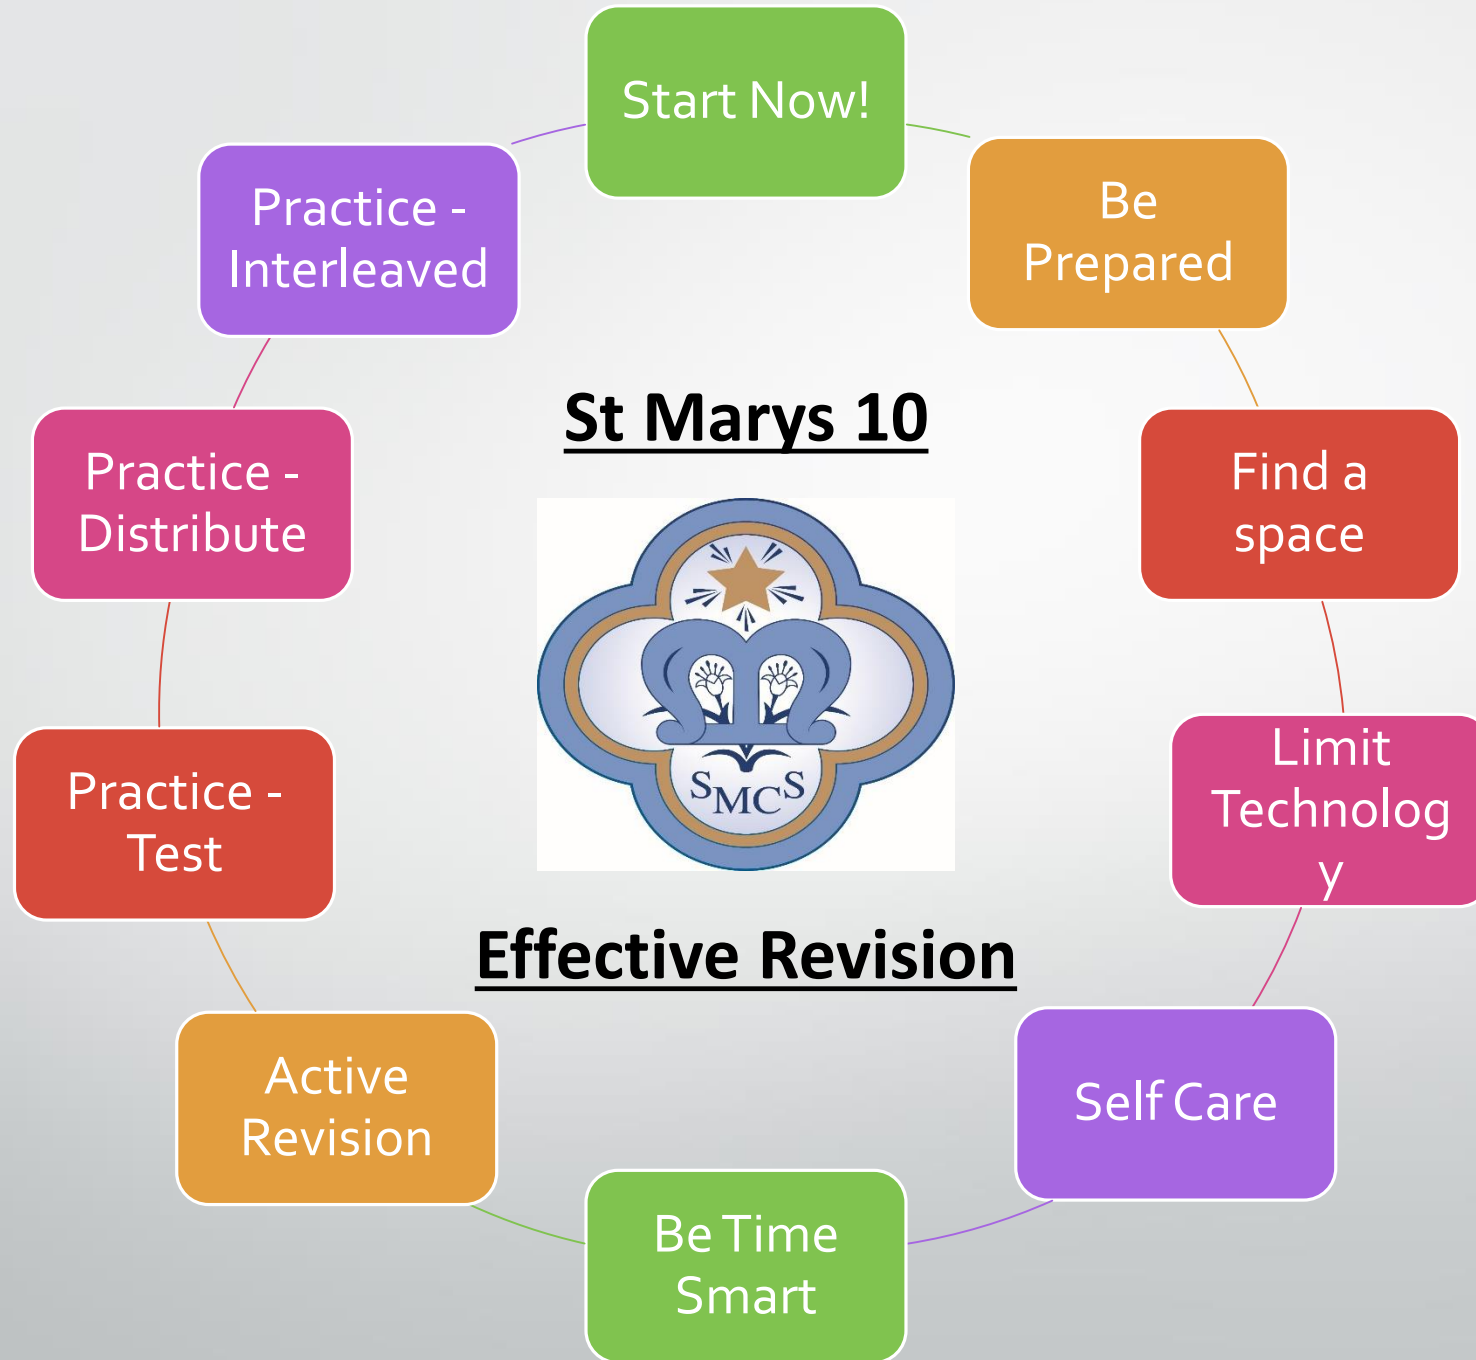 Start Now!
Be
Prepared
Find a
space
Limit
Technolog
y
Self Care
Be Time
Smart
Active
Revision
Practice -
Test
Practice -
Distribute
Practice -
Interleaved
St Marys 10
SMCS
Effective Revision